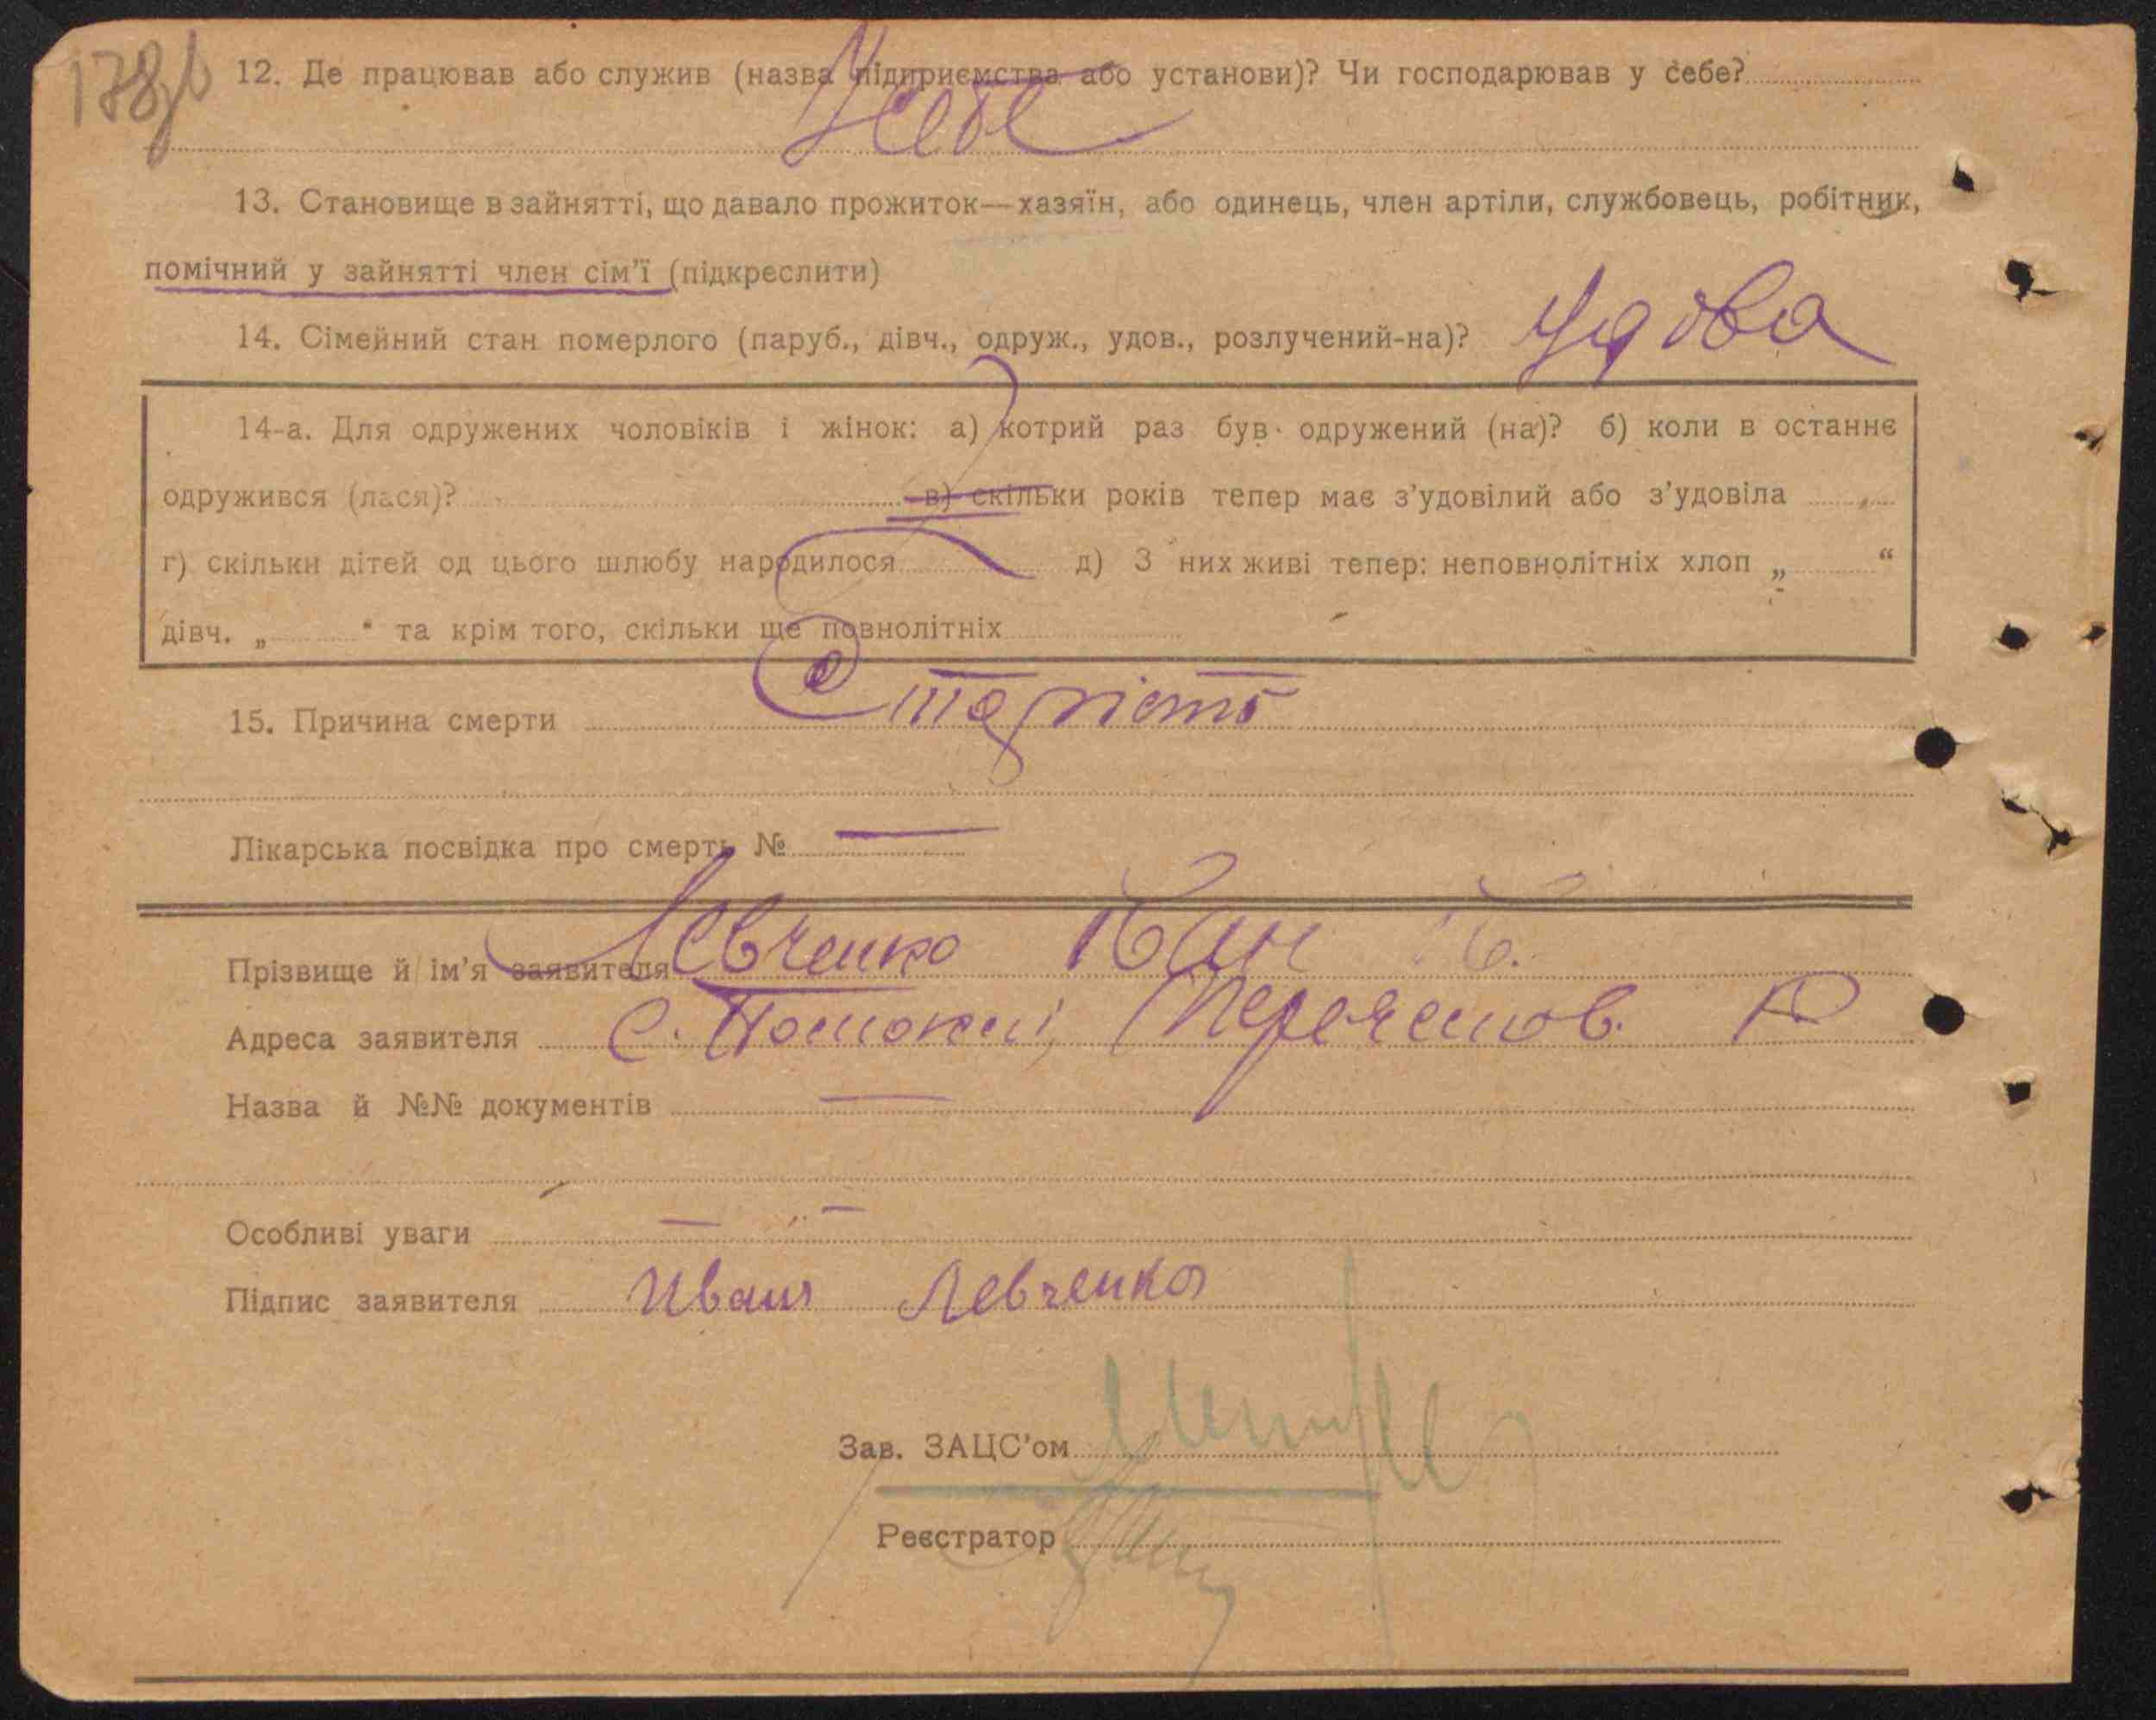 178зв
12. Де працював або служив (назва підприємства або установи)? Чи господарював у себе?
У себе
13. Становище в зайнятті, що давало прожиток—хазяїн, або одинець, член артіли, службовець, робітник,
помічний у зайнятті член сім'ї (підкреслити)
14. Сімейний стан померлого (паруб., дівч., одруж., удов., розлучений-на)? Удова
14-а. Для одружених чоловіків і жінок: а) котрий раз був одружений (на)? б) коли в останнє
одружився (лася)? в) скільки років тепер має з'удовілий або з'удовіла
г) скільки дітей од цього шлюбу народилося д) З них живі тепер: неповнолітніх хлоп „ “
дівч. „ “ та крім того, скільки ще повнолітніх
15. Причина смерти Старість
Лікарська посвідка про смерть № —
Прізвище й ім'я заявителя Левченко Іван
Адреса заявителя с.
Назва й №№ документів —
Особливі уваги — —
Підпис заявителя Иван Левченко
Зав. ЗАЦС'ом
Реєстратор